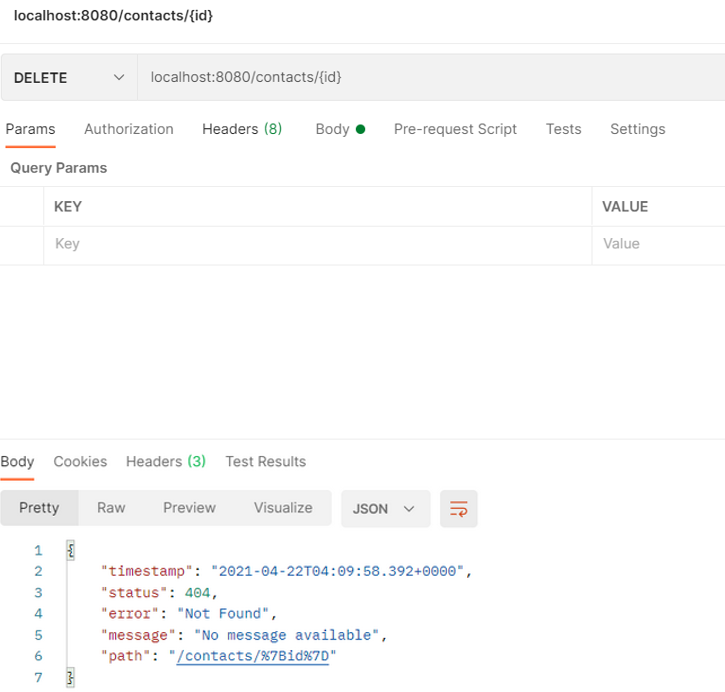 localhost:8080/contacts/{id}
DELETE localhost:8080/contacts/{id}
Params Authorization Headers (8) Body Pre-request Script Tests Settings
Query Params
KEY VALUE
Key Value
Body Cookies Headers (3) Test Results
Pretty Raw Preview Visualize JSON
1 {
2 "timestamp": "2021-04-22T04:09:58.392+0000",
3 "status": 404,
4 "error": "Not Found",
5 "message": "No message available",
6 "path": "/contacts/%7Bid%7D"
7 }